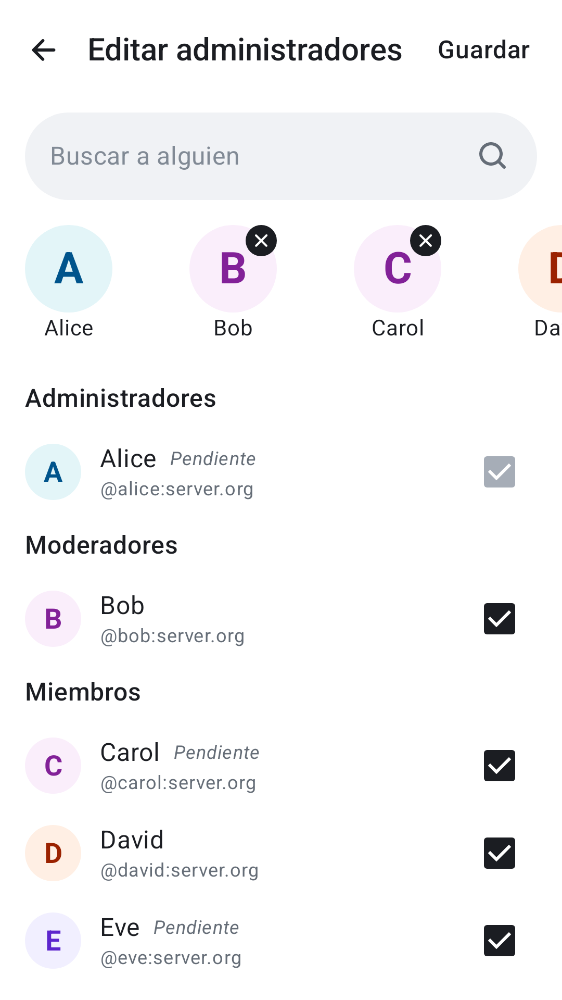 Editar administradores Guardar
Buscar a alguien
A B C
Alice Bob Carol Da
Administradores
A Alice Pendiente
@alice:server.org
Moderadores
B Bob
@bob:server.org
Miembros
C Carol Pendiente
@carol:server.org
D David
@david:server.org
E Eve Pendiente
@eve:server.org